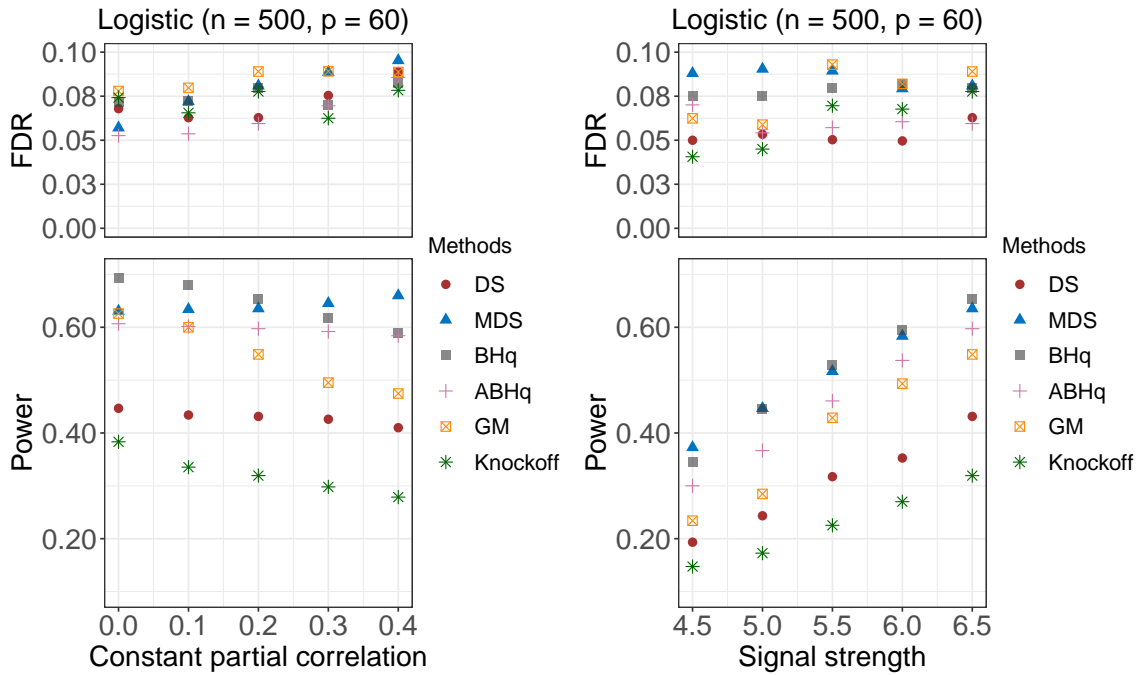 Logistic (n = 500, p = 60)
0.10
0.08
0.05
0.03
0.00
FDR
0.60
0.40
0.20
Power
0.0 0.1 0.2 0.3 0.4
Constant partial correlation
Methods
DS
MDS
BHq
ABHq
GM
Knockoff
Logistic (n = 500, p = 60)
0.10
0.08
0.05
0.03
0.00
FDR
0.60
0.40
0.20
Power
4.5 5.0 5.5 6.0 6.5
Signal strength
Methods
DS
MDS
BHq
ABHq
GM
Knockoff